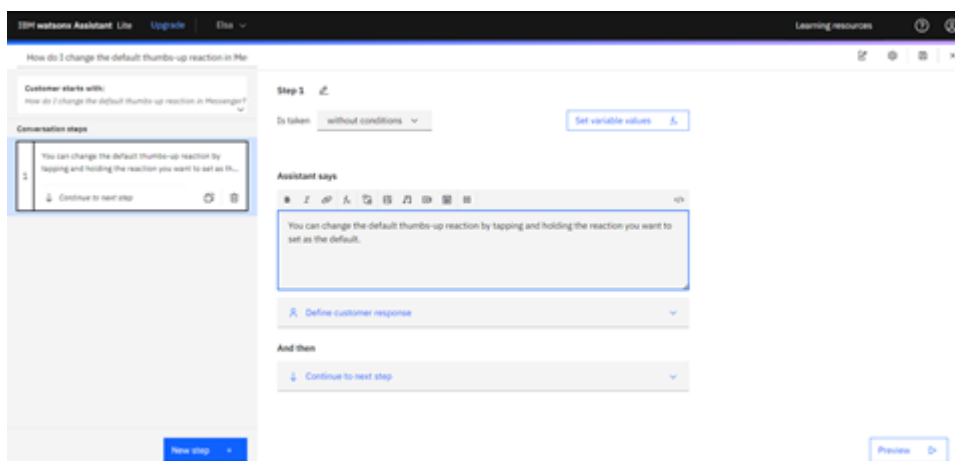 IBM watsonx Assistant Lite Upgrade Elsa Learning resources
How do I change the default thumbs-up reaction in Me
Customer starts with:
How do I change the default thumbs-up reaction in Messenger?
Conversation steps
1
You can change the default thumbs-up reaction by
tapping and holding the reaction you want to set as th...
Continue to next step
New step +
Step 1
Is taken without conditions
Set variable values
Assistant says
B I
You can change the default thumbs-up reaction by tapping and holding the reaction you want to
set as the default.
Define customer response
And then
Continue to next step
Preview